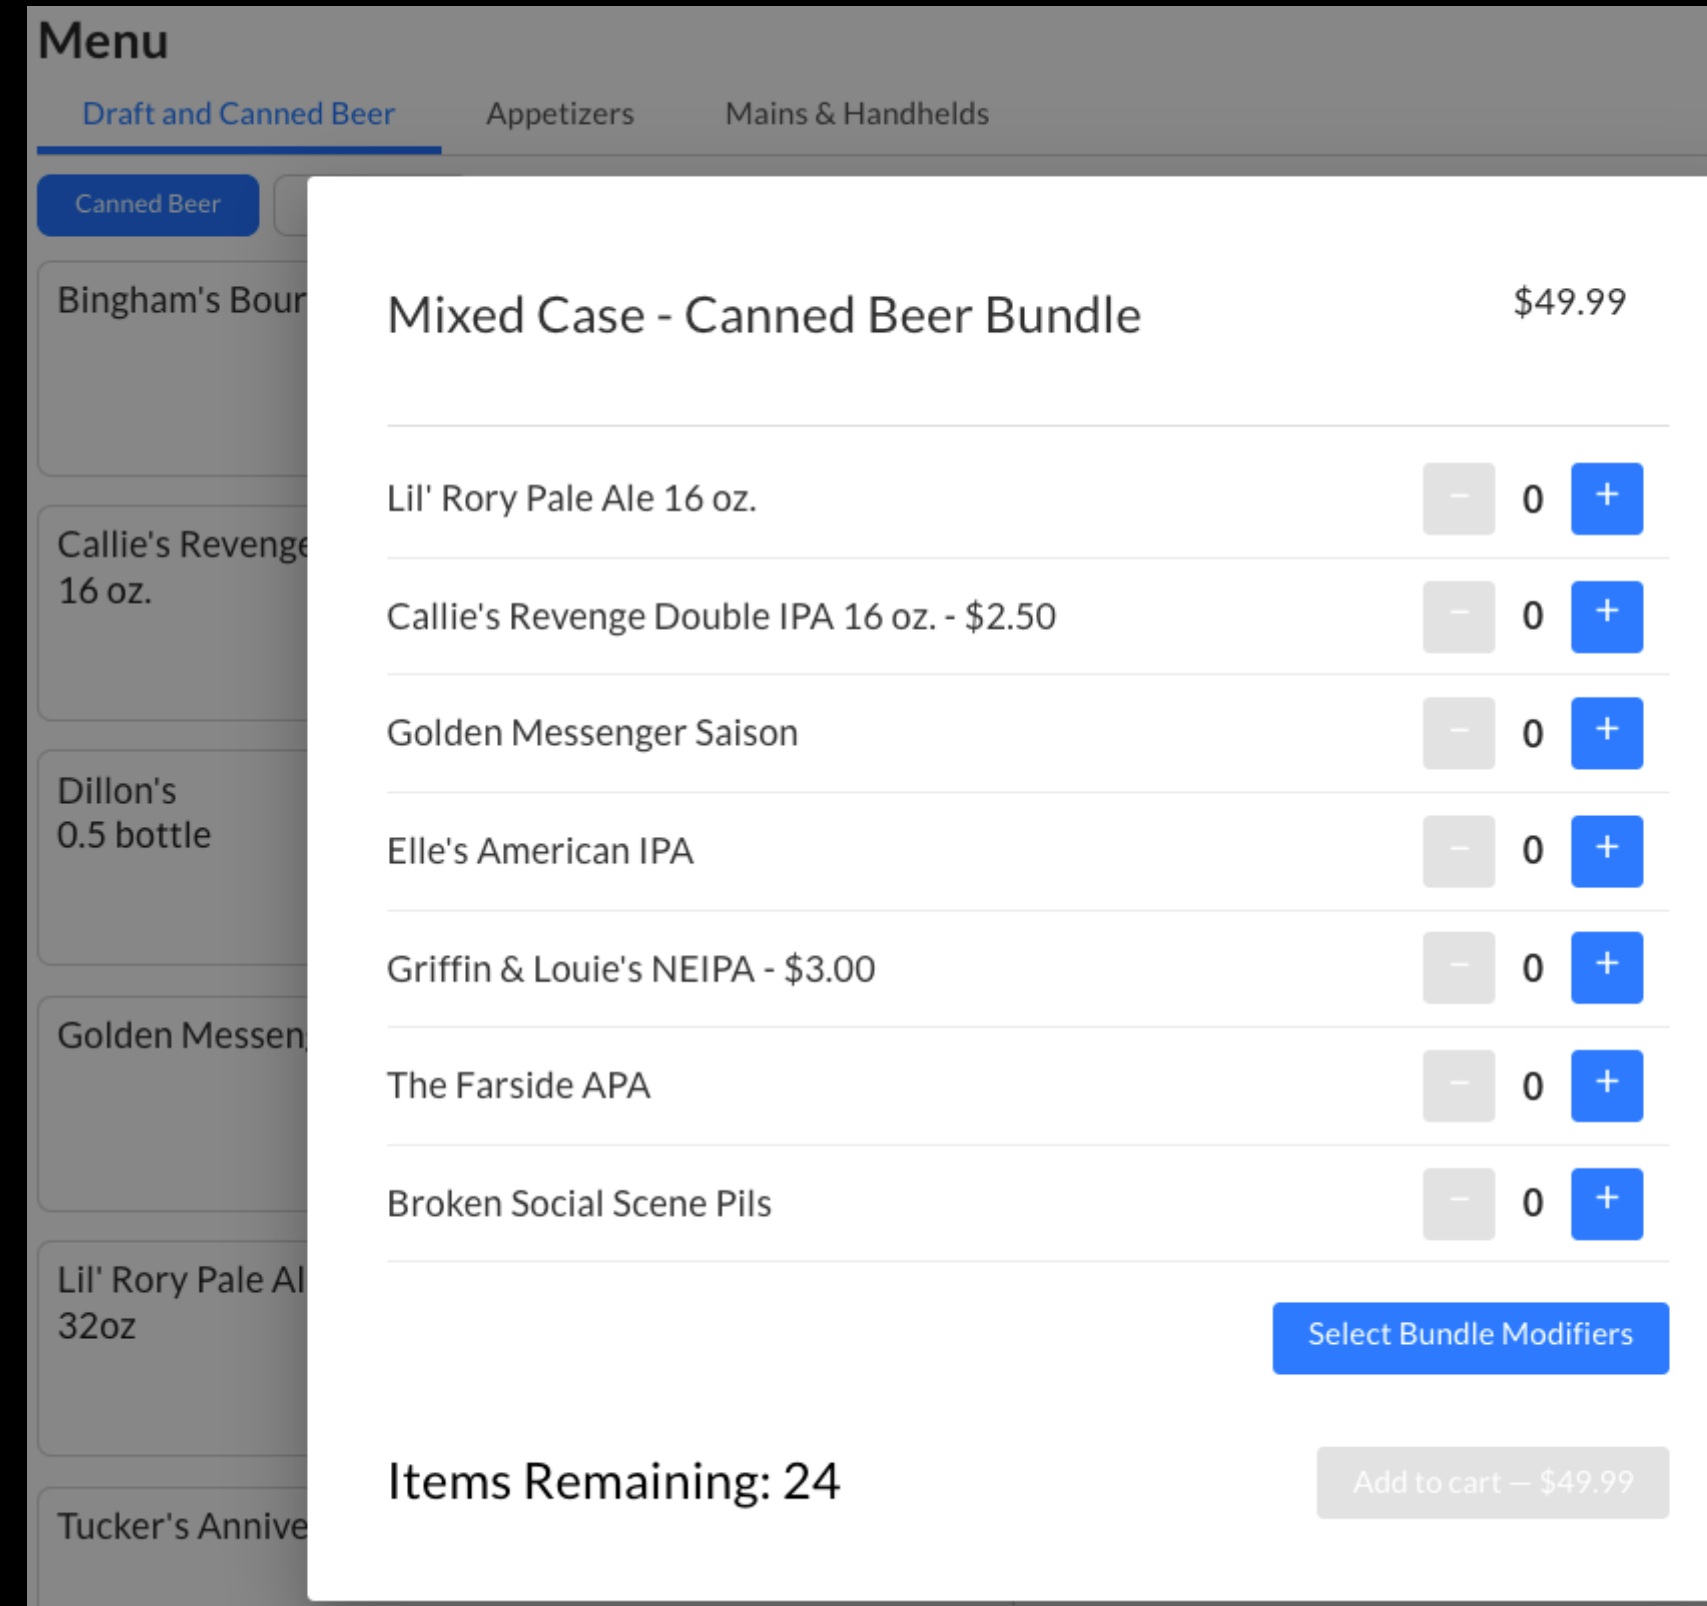 Menu
Draft and Canned Beer Appetizers Mains & Handhelds
Canned Beer
Bingham's Bour
Callie's Revenge
16 oz.
Dillon's
0.5 bottle
Golden Messen
Lil' Rory Pale Al
32oz
Tucker's Annive
Mixed Case - Canned Beer Bundle $49.99
Lil' Rory Pale Ale 16 oz. − 0 +
Callie's Revenge Double IPA 16 oz. - $2.50 − 0 +
Golden Messenger Saison − 0 +
Elle's American IPA − 0 +
Griffin & Louie's NEIPA - $3.00 − 0 +
The Farside APA − 0 +
Broken Social Scene Pils − 0 +
Select Bundle Modifiers
Items Remaining: 24 Add to cart — $49.99